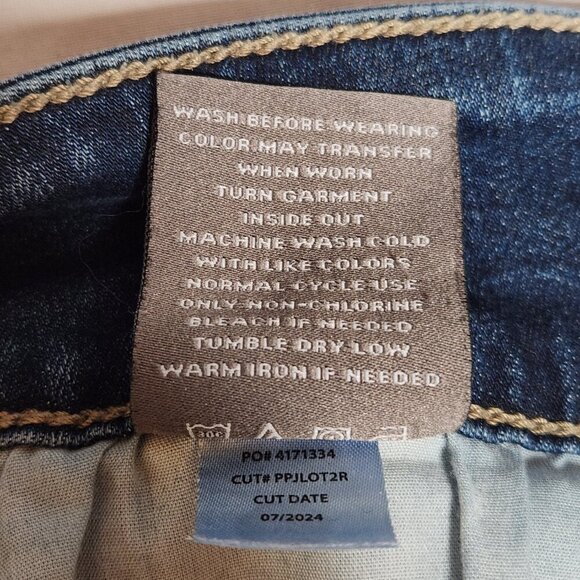 WASH BEFORE WEARING
COLOR MAY TRANSFER
WHEN WORN
TURN GARMENT
INSIDE OUT
MACHINE WASH COLD
WITH LIKE COLORS
NORMAL CYCLE USE
ONLY NON-CHLORINE
BLEACH IF NEEDED
TUMBLE DRY LOW
WARM IRON IF NEEDED
30C
PO# 4171334
CUT# PPJLOT2R
CUT DATE
07/2024